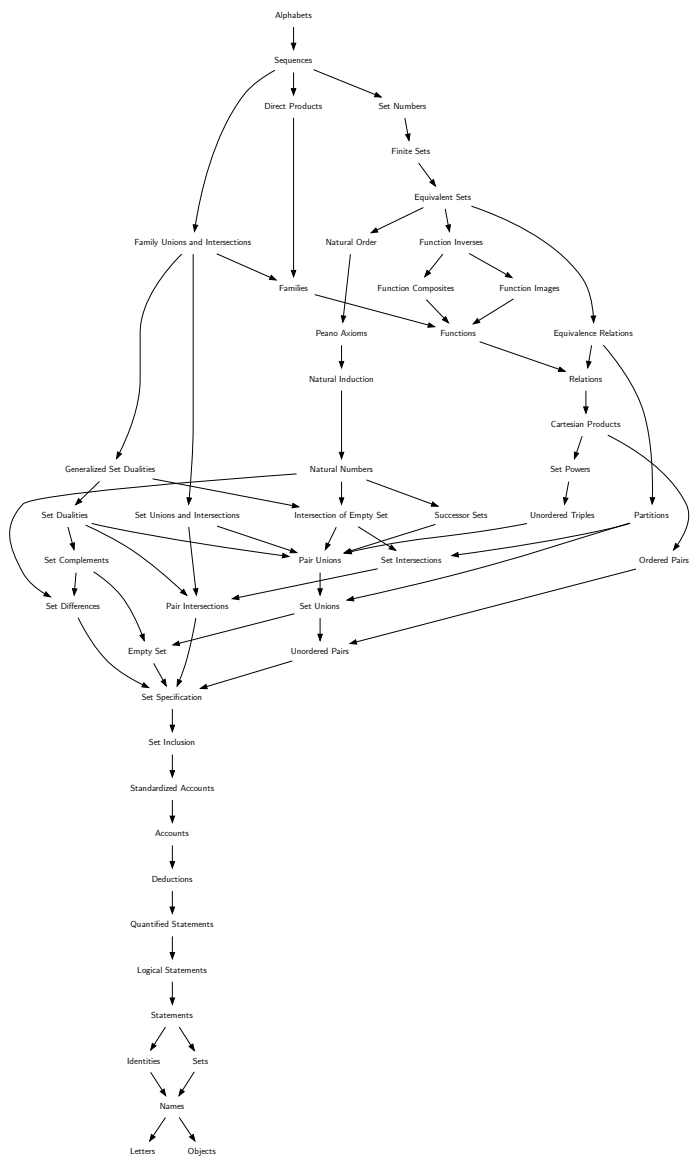 Alphabets
Sequences
Direct Products
Set Numbers
Finite Sets
Equivalent Sets
Family Unions and Intersections
Natural Order
Function Inverses
Families
Function Composites
Function Images
Peano Axioms
Functions
Equivalence Relations
Natural Induction
Relations
Cartesian Products
Generalized Set Dualities
Natural Numbers
Set Powers
Set Dualities
Set Unions and Intersections
Intersection of Empty Set
Successor Sets
Unordered Triples
Partitions
Set Complements
Pair Unions
Set Intersections
Ordered Pairs
Set Differences
Pair Intersections
Set Unions
Empty Set
Unordered Pairs
Set Specification
Set Inclusion
Standardized Accounts
Accounts
Deductions
Quantified Statements
Logical Statements
Statements
Identities
Sets
Names
Letters
Objects